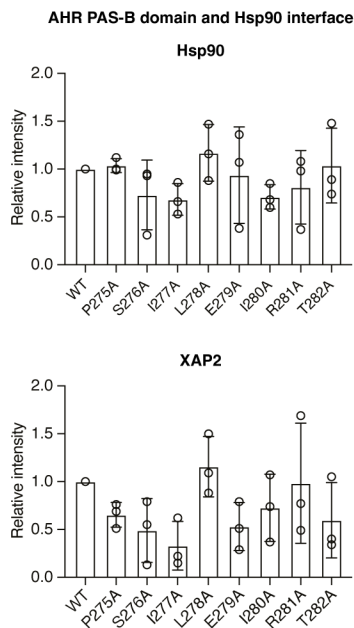 AHR PAS-B domain and Hsp90 interface
Hsp90
2.0
1.5
1.0
0.5
0.0
Relative intensity
WT
P275A
S276A
I277A
L278A
E279A
I280A
R281A
T282A
XAP2
2.0
1.5
1.0
0.5
0.0
Relative intensity
WT
P275A
S276A
I277A
L278A
E279A
I280A
R281A
T282A